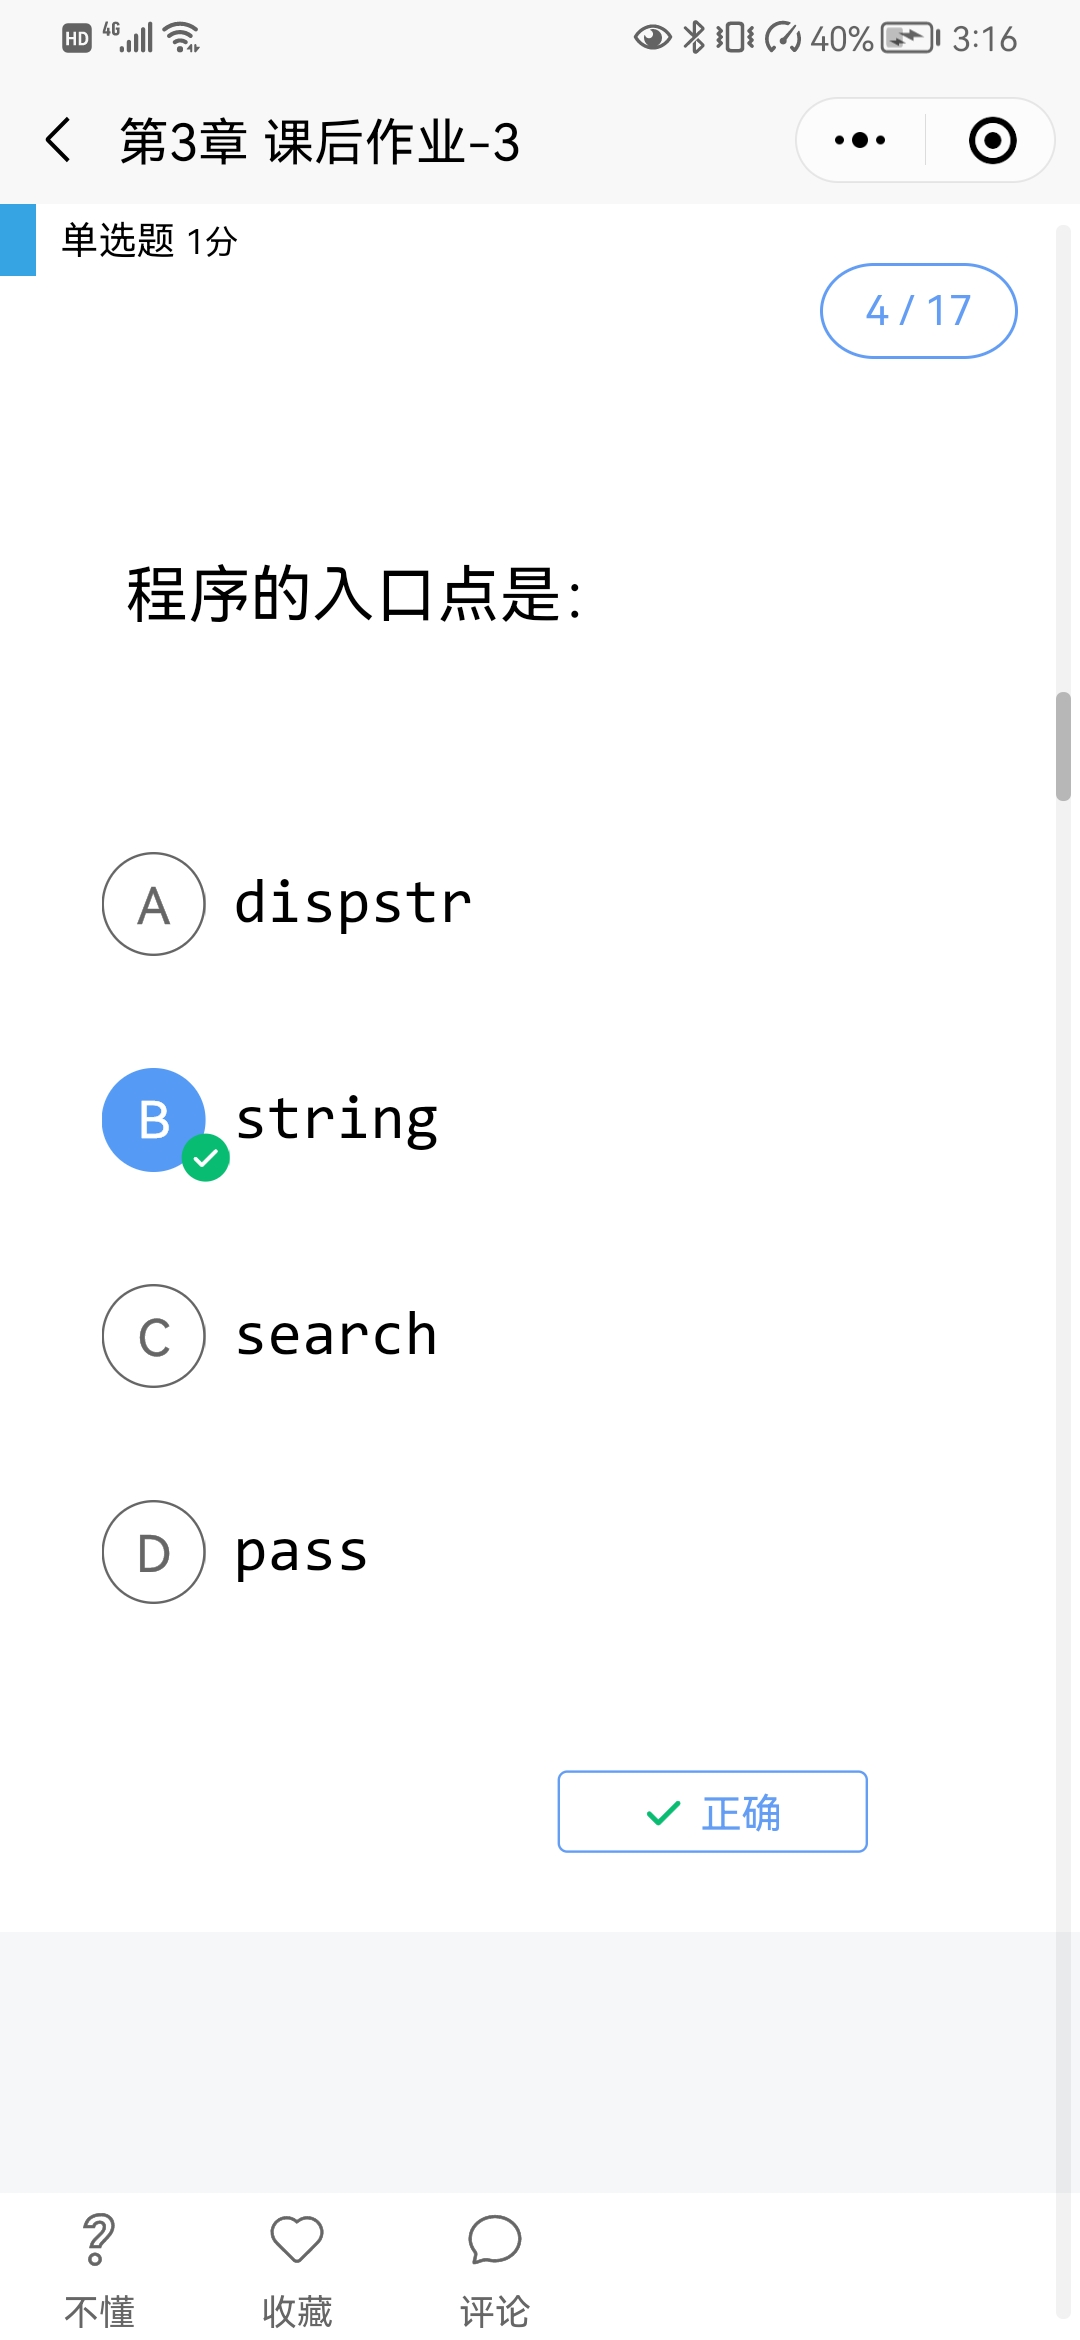 HD 4G 40% 3:16
第3章 课后作业-3
单选题 1分
4 / 17
程序的入口点是:
A dispstr
B string
C search
D pass
正确
不懂 收藏 评论